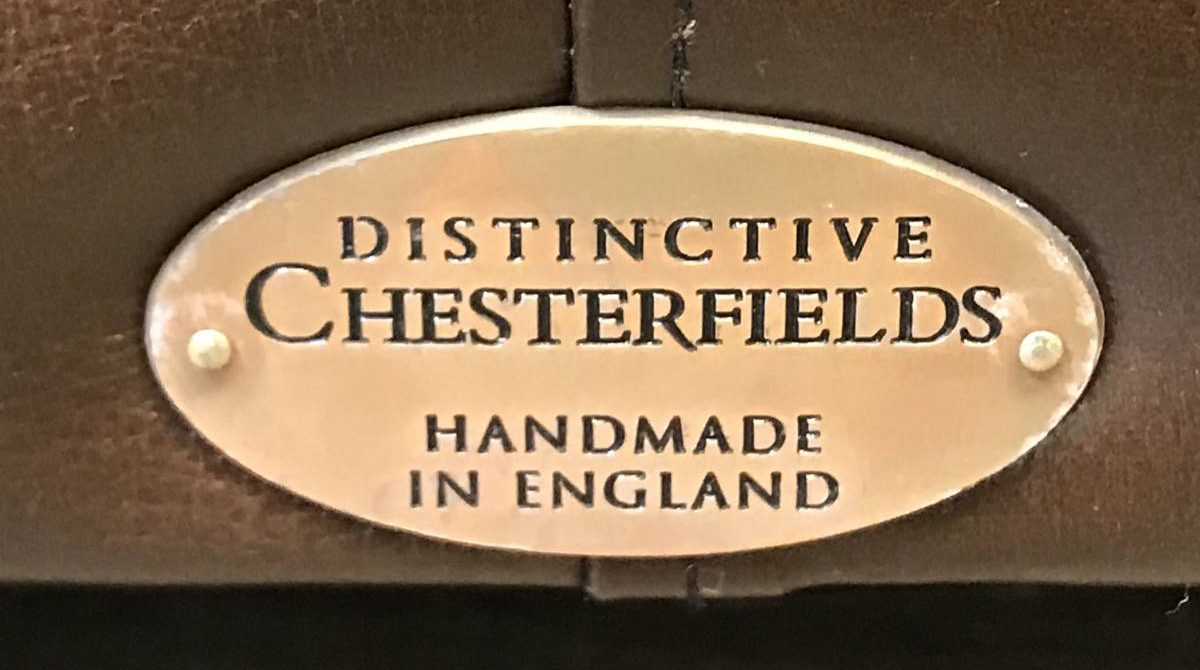 DISTINCTIVE
CHESTERFIELDS
HANDMADE
IN ENGLAND